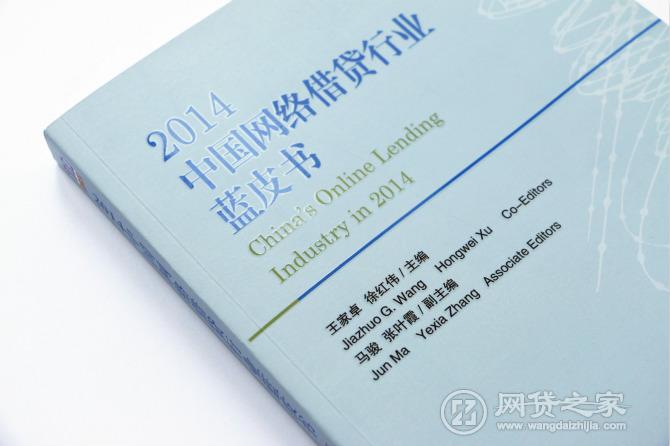 2014
中国网络借贷行业
蓝皮书
China's Online Lending
Industry in 2014
王家卓 徐红伟/主编
Jiazhuo G. Wang Hongwei Xu Co-Editors
马骏 张叶霞/副主编
Jun Ma Yexia Zhang Associate Editors
网贷之家
www.wangdaizhijia.com